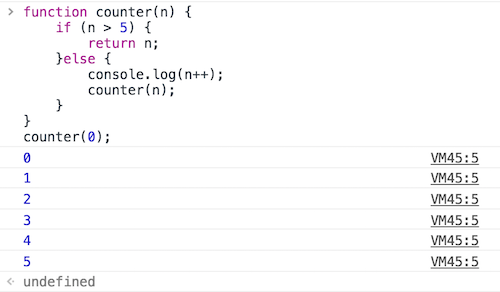 function counter(n) {
    if (n > 5) {
        return n;
    }else {
        console.log(n++);
        counter(n);
    }
}
counter(0);
0 VM45:5
1 VM45:5
2 VM45:5
3 VM45:5
4 VM45:5
5 VM45:5
undefined